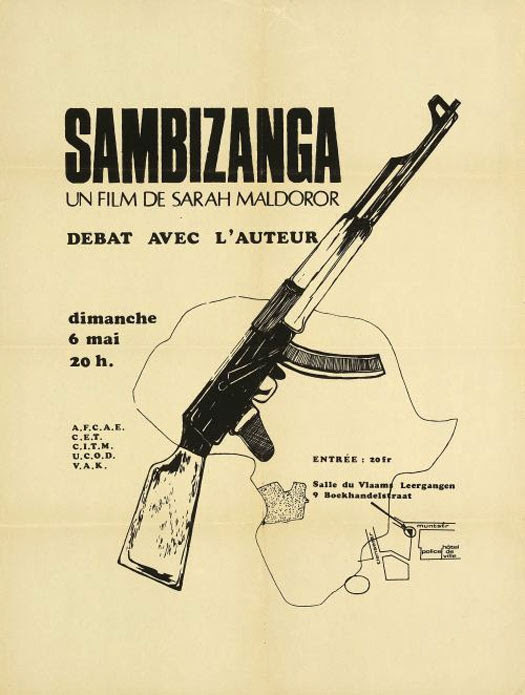 SAMBIZANGA
UN FILM DE SARAH MALDOROR
DEBAT AVEC L'AUTEUR
dimanche
6 mai
20 h.
A.F.C.A.E.
C.E.T.
C.I.T.M.
U.C.O.D.
V.A.K.
ENTRÉE : 20fr
Salle du Vlaams Leergangen
9 Boekhandelstraat
muntstr
police
hôtel
de
ville